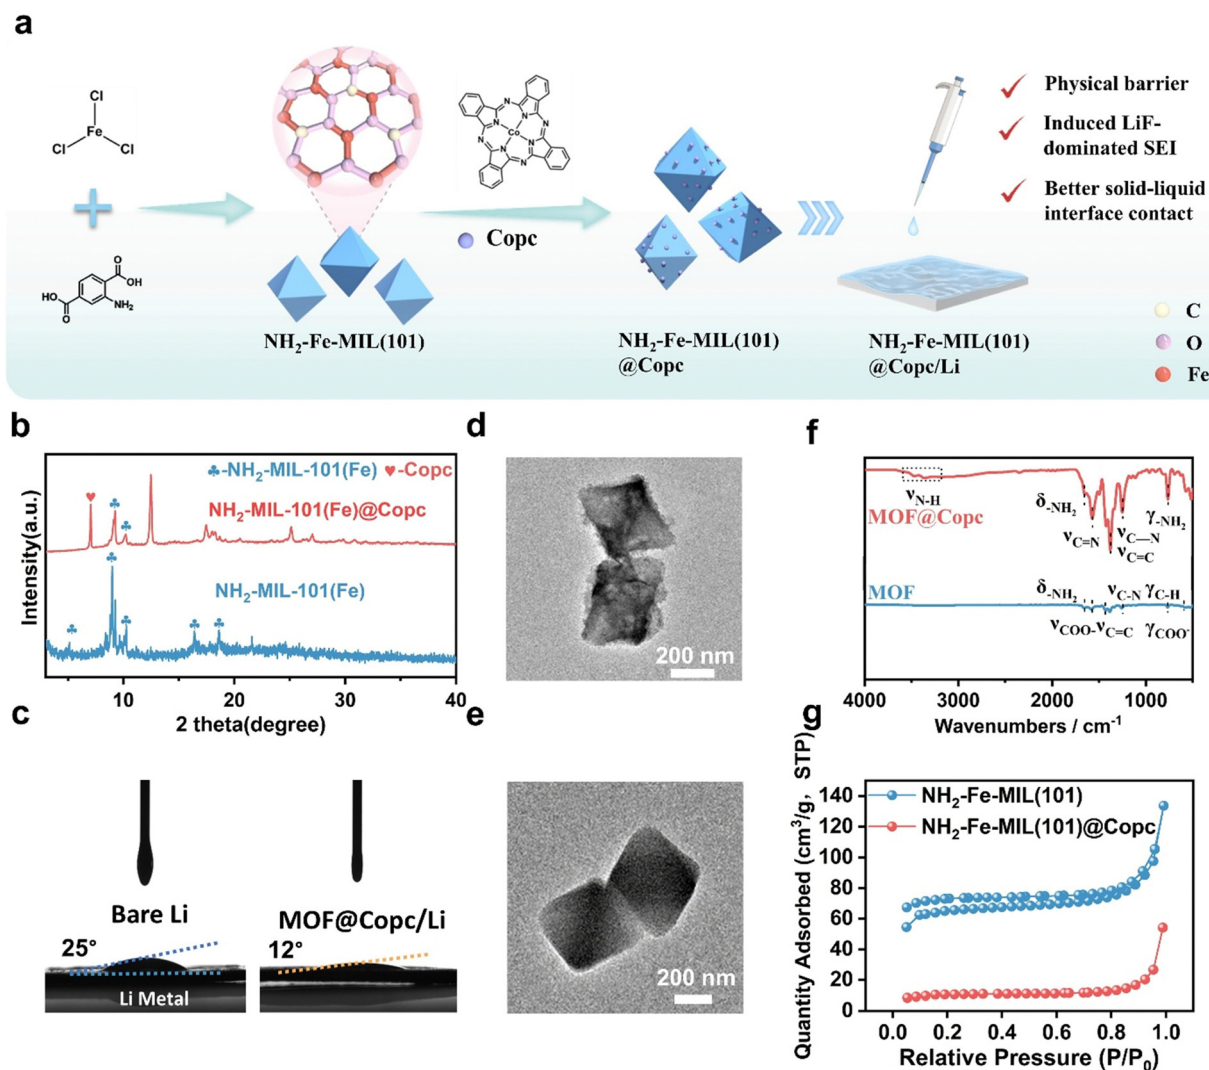 a
Cl
Fe
Cl
Cl
HO
O
O
OH
NH2
N
N
N
N
Co
N
N
N
N
Copc
NH2-Fe-MIL(101)
NH2-Fe-MIL(101)
@Copc
NH2-Fe-MIL(101)
@Copc/Li
Physical barrier
Induced LiF-
dominated SEI
Better solid-liquid
interface contact
C
O
Fe
b
♣-NH2-MIL-101(Fe) ♥-Copc
NH2-MIL-101(Fe)@Copc
NH2-MIL-101(Fe)
Intensity(a.u.)
10 20 30 40
2 theta(degree)
c
Bare Li
25°
Li Metal
MOF@Copc/Li
12°
d
200 nm
e
200 nm
f
νN-H
MOF@Copc
δ-NH2
νC=N
νC—N
νC=C
γ-NH2
MOF
δ-NH2
νC-N
γC-H
νCOO-
νC=C
γCOO-
4000 3000 2000 1000
Wavenumbers / cm-1
g
NH2-Fe-MIL(101)
NH2-Fe-MIL(101)@Copc
Quantity Adsorbed (cm3/g, STP)
140
120
100
80
60
40
20
0
0.0 0.2 0.4 0.6 0.8 1.0
Relative Pressure (P/P0)